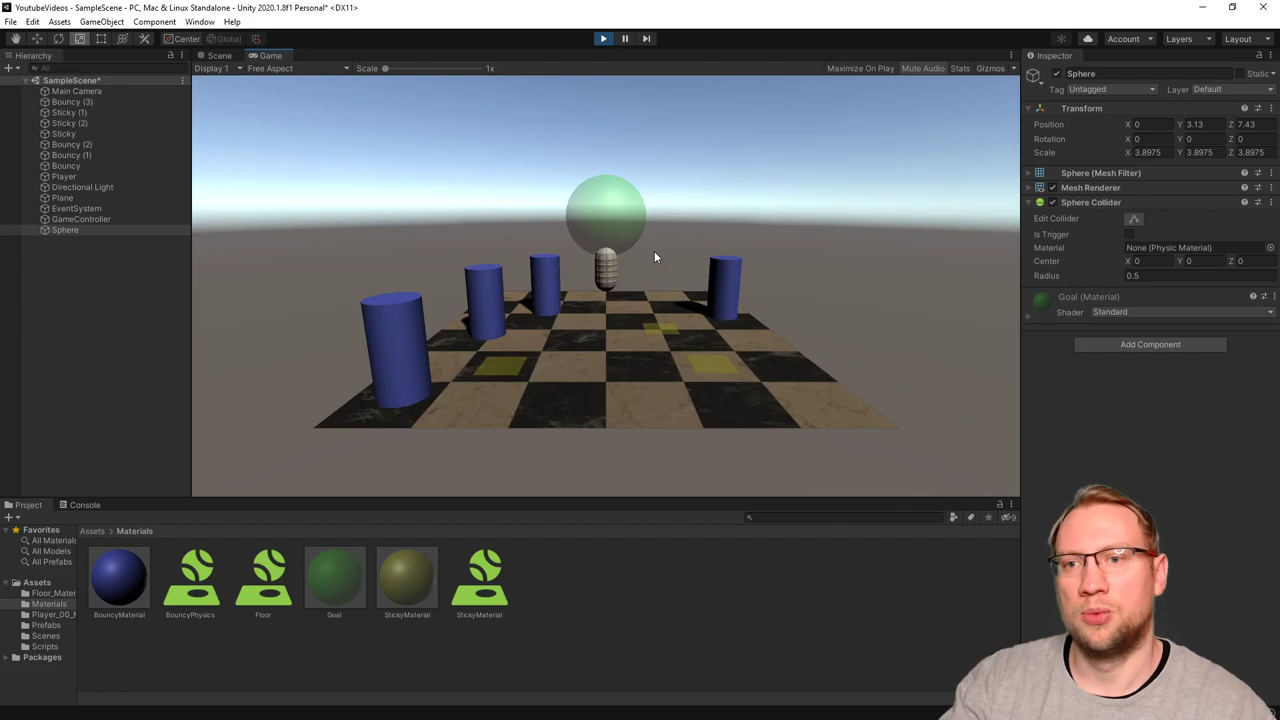 YoutubeVideos - SampleScene - PC, Mac & Linux Standalone - Unity 2020.1.8f1 Personal* <DX11>
File Edit Assets GameObject Component Window Help
Center Global Account Layers Layout
Hierarchy
All
SampleScene*
Main Camera
Bouncy (3)
Sticky (1)
Sticky (2)
Sticky
Bouncy (2)
Bouncy (1)
Bouncy
Player
Directional Light
Plane
EventSystem
GameController
Sphere
Scene Game
Display 1 Free Aspect Scale 1x Maximize On Play Mute Audio Stats Gizmos
Inspector
Sphere Static
Tag Untagged Layer Default
Transform
Position X 0 Y 3.13 Z 7.43
Rotation X 0 Y 0 Z 0
Scale X 3.8975 Y 3.8975 Z 3.8975
Sphere (Mesh Filter)
Mesh Renderer
Sphere Collider
Edit Collider
Is Trigger
Material None (Physic Material)
Center X 0 Y 0 Z 0
Radius 0.5
Goal (Material)
Shader Standard
Add Component
Project Console
9
Favorites
All Materials
All Models
All Prefabs
Assets
Floor_Mater
Materials
Player_00_M
Prefabs
Scenes
Scripts
Packages
Assets > Materials
BouncyMaterial BouncyPhysics Floor Goal StickyMaterial StickyMaterial